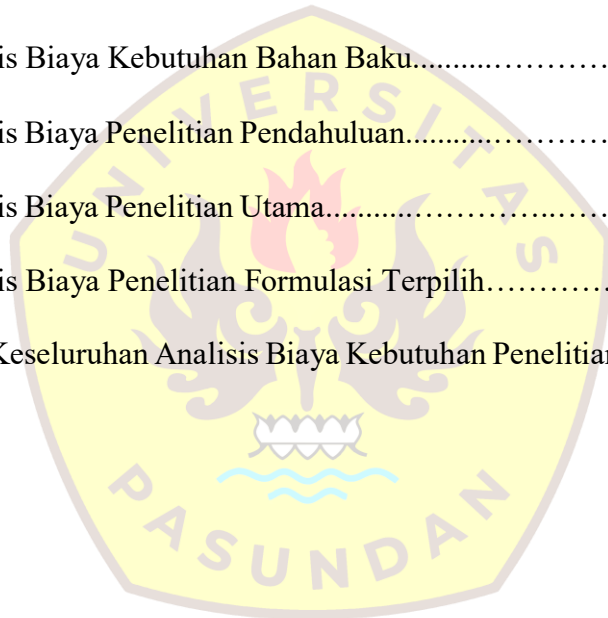 is Biaya Kebutuhan Bahan Baku...........…………..
is Biaya Penelitian Pendahuluan...........…………..
is Biaya Penelitian Utama...........……………..……
is Biaya Penelitian Formulasi Terpilih…………..
Keseluruhan Analisis Biaya Kebutuhan Penelitian
UNIVERSITAS
PASUNDAN